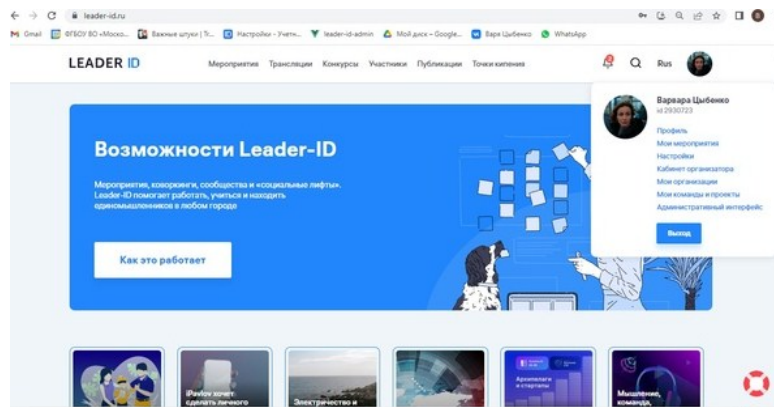 leader-id.ru
Gmail
ФГБОУ ВО «Моско...
Важные штуки | Tr...
Настройки - Учетн...
leader-id-admin
Мой диск – Google...
Варя Цыбенко
WhatsApp
LEADER ID
Мероприятия Трансляции Конкурсы Участники Публикации Точки кипения
Rus
Варвара Цыбенко
id 2930723
Профиль
Мои мероприятия
Настройки
Кабинет организатора
Мои организации
Мои команды и проекты
Административный интерфейс
Выход
Возможности Leader-ID
Мероприятия, коворкинги, сообщества и «социальные лифты».
Leader-ID помогает работать, учиться и находить
единомышленников в любом городе
Как это работает
iPavlov хочет
сделать личного
Электричество и
Архипелаги
и стартапы
Мышление,
команда,